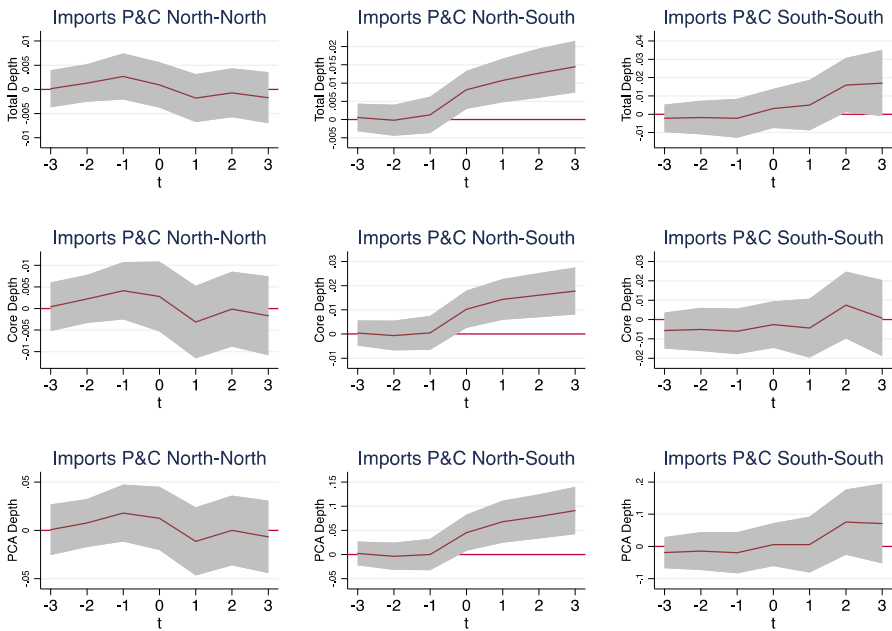 Imports P&C North-North
Total Depth
.01
.005
0
-.005
-.01
-3 -2 -1 0 1 2 3
t
Imports P&C North-South
Total Depth
.02
.015
.01
.005
0
-.005
-3 -2 -1 0 1 2 3
t
Imports P&C South-South
Total Depth
.04
.03
.02
.01
0
-.01
-3 -2 -1 0 1 2 3
t
Imports P&C North-North
Core Depth
.01
.005
0
-.005
-.01
-3 -2 -1 0 1 2 3
t
Imports P&C North-South
Core Depth
.03
.02
.01
0
-.01
-3 -2 -1 0 1 2 3
t
Imports P&C South-South
Core Depth
.03
.02
.01
0
-.01
-.02
-3 -2 -1 0 1 2 3
t
Imports P&C North-North
PCA Depth
.05
0
-.05
-3 -2 -1 0 1 2 3
t
Imports P&C North-South
PCA Depth
.15
.1
.05
0
-.05
-3 -2 -1 0 1 2 3
t
Imports P&C South-South
PCA Depth
.2
.1
0
-.1
-3 -2 -1 0 1 2 3
t